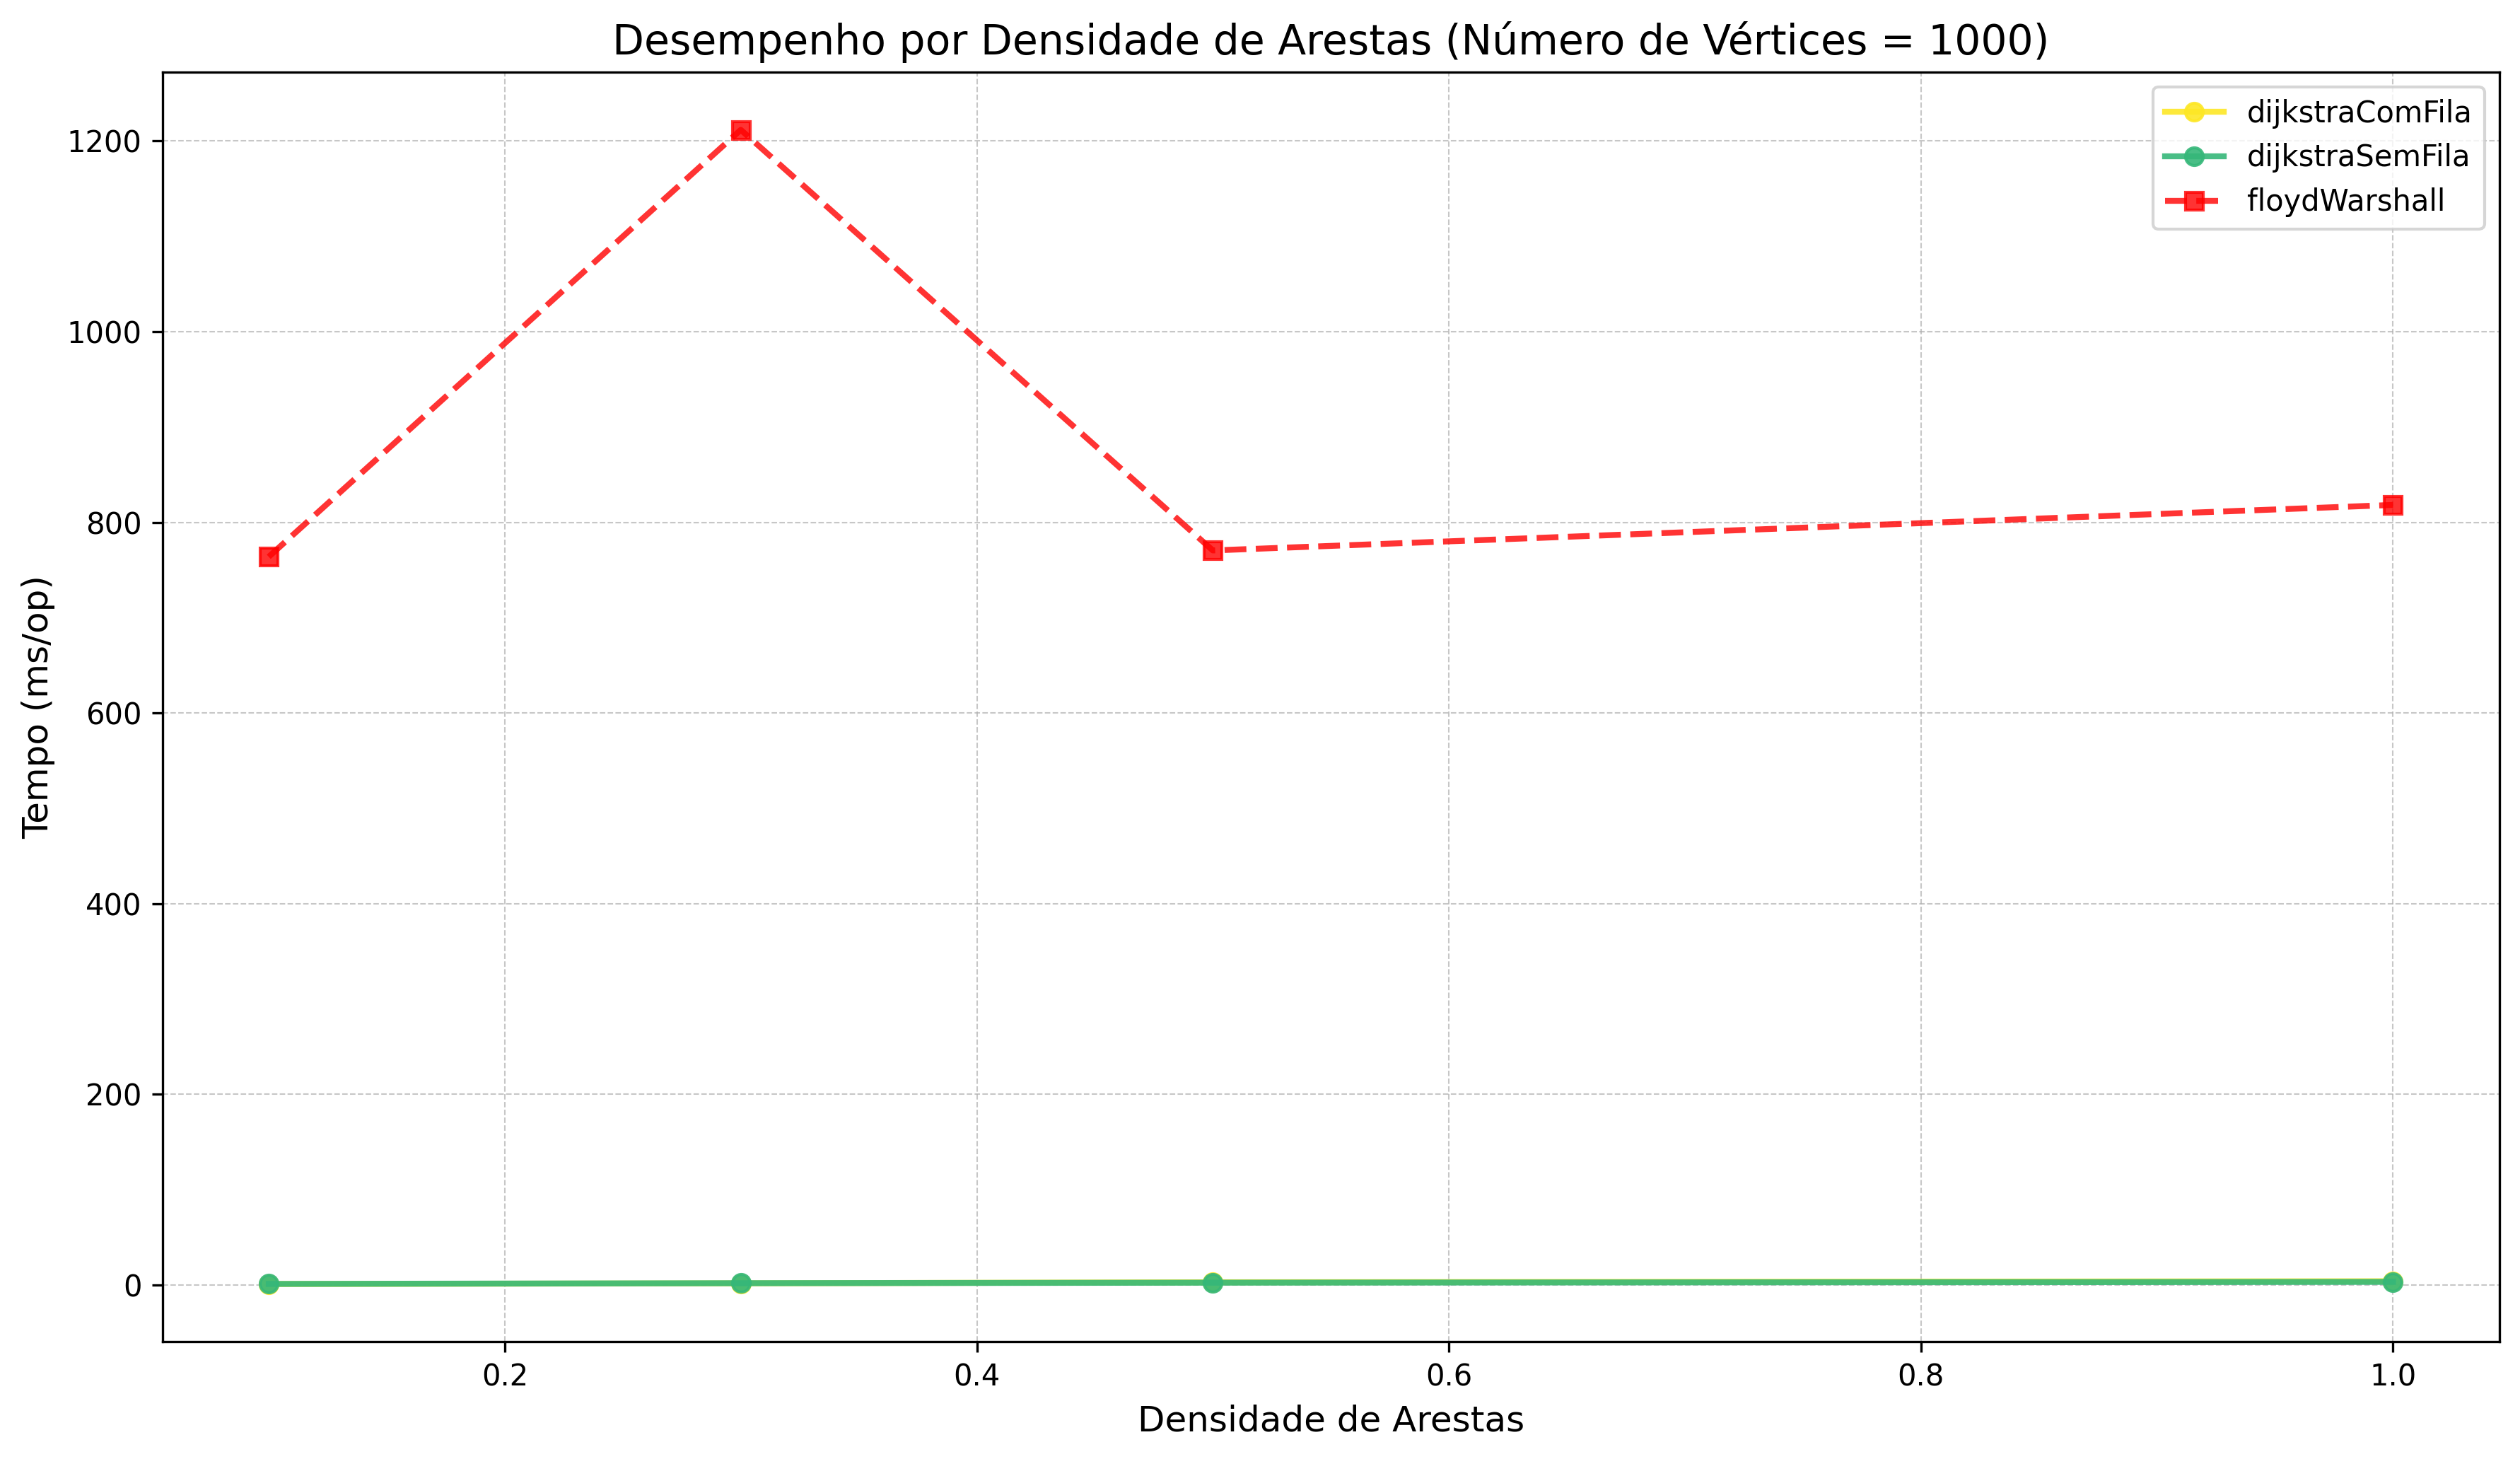 Desempenho por Densidade de Arestas (Número de Vértices = 1000)
dijkstraComFila
dijkstraSemFila
floydWarshall
Tempo (ms/op)
1200
1000
800
600
400
200
0
0.2
0.4
0.6
0.8
1.0
Densidade de Arestas